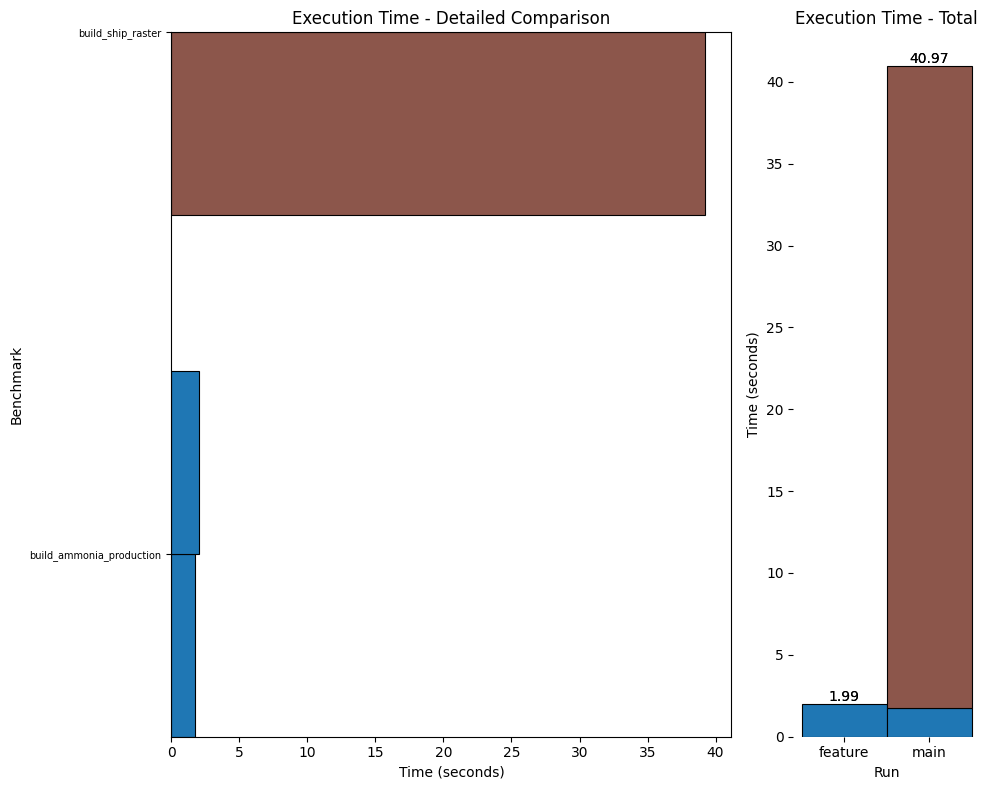 Execution Time - Detailed Comparison
build_ship_raster
build_ammonia_production
Benchmark
0 5 10 15 20 25 30 35 40
Time (seconds)
Execution Time - Total
40.97
1.99
40
35
30
25
20
15
10
5
0
Time (seconds)
feature main
Run